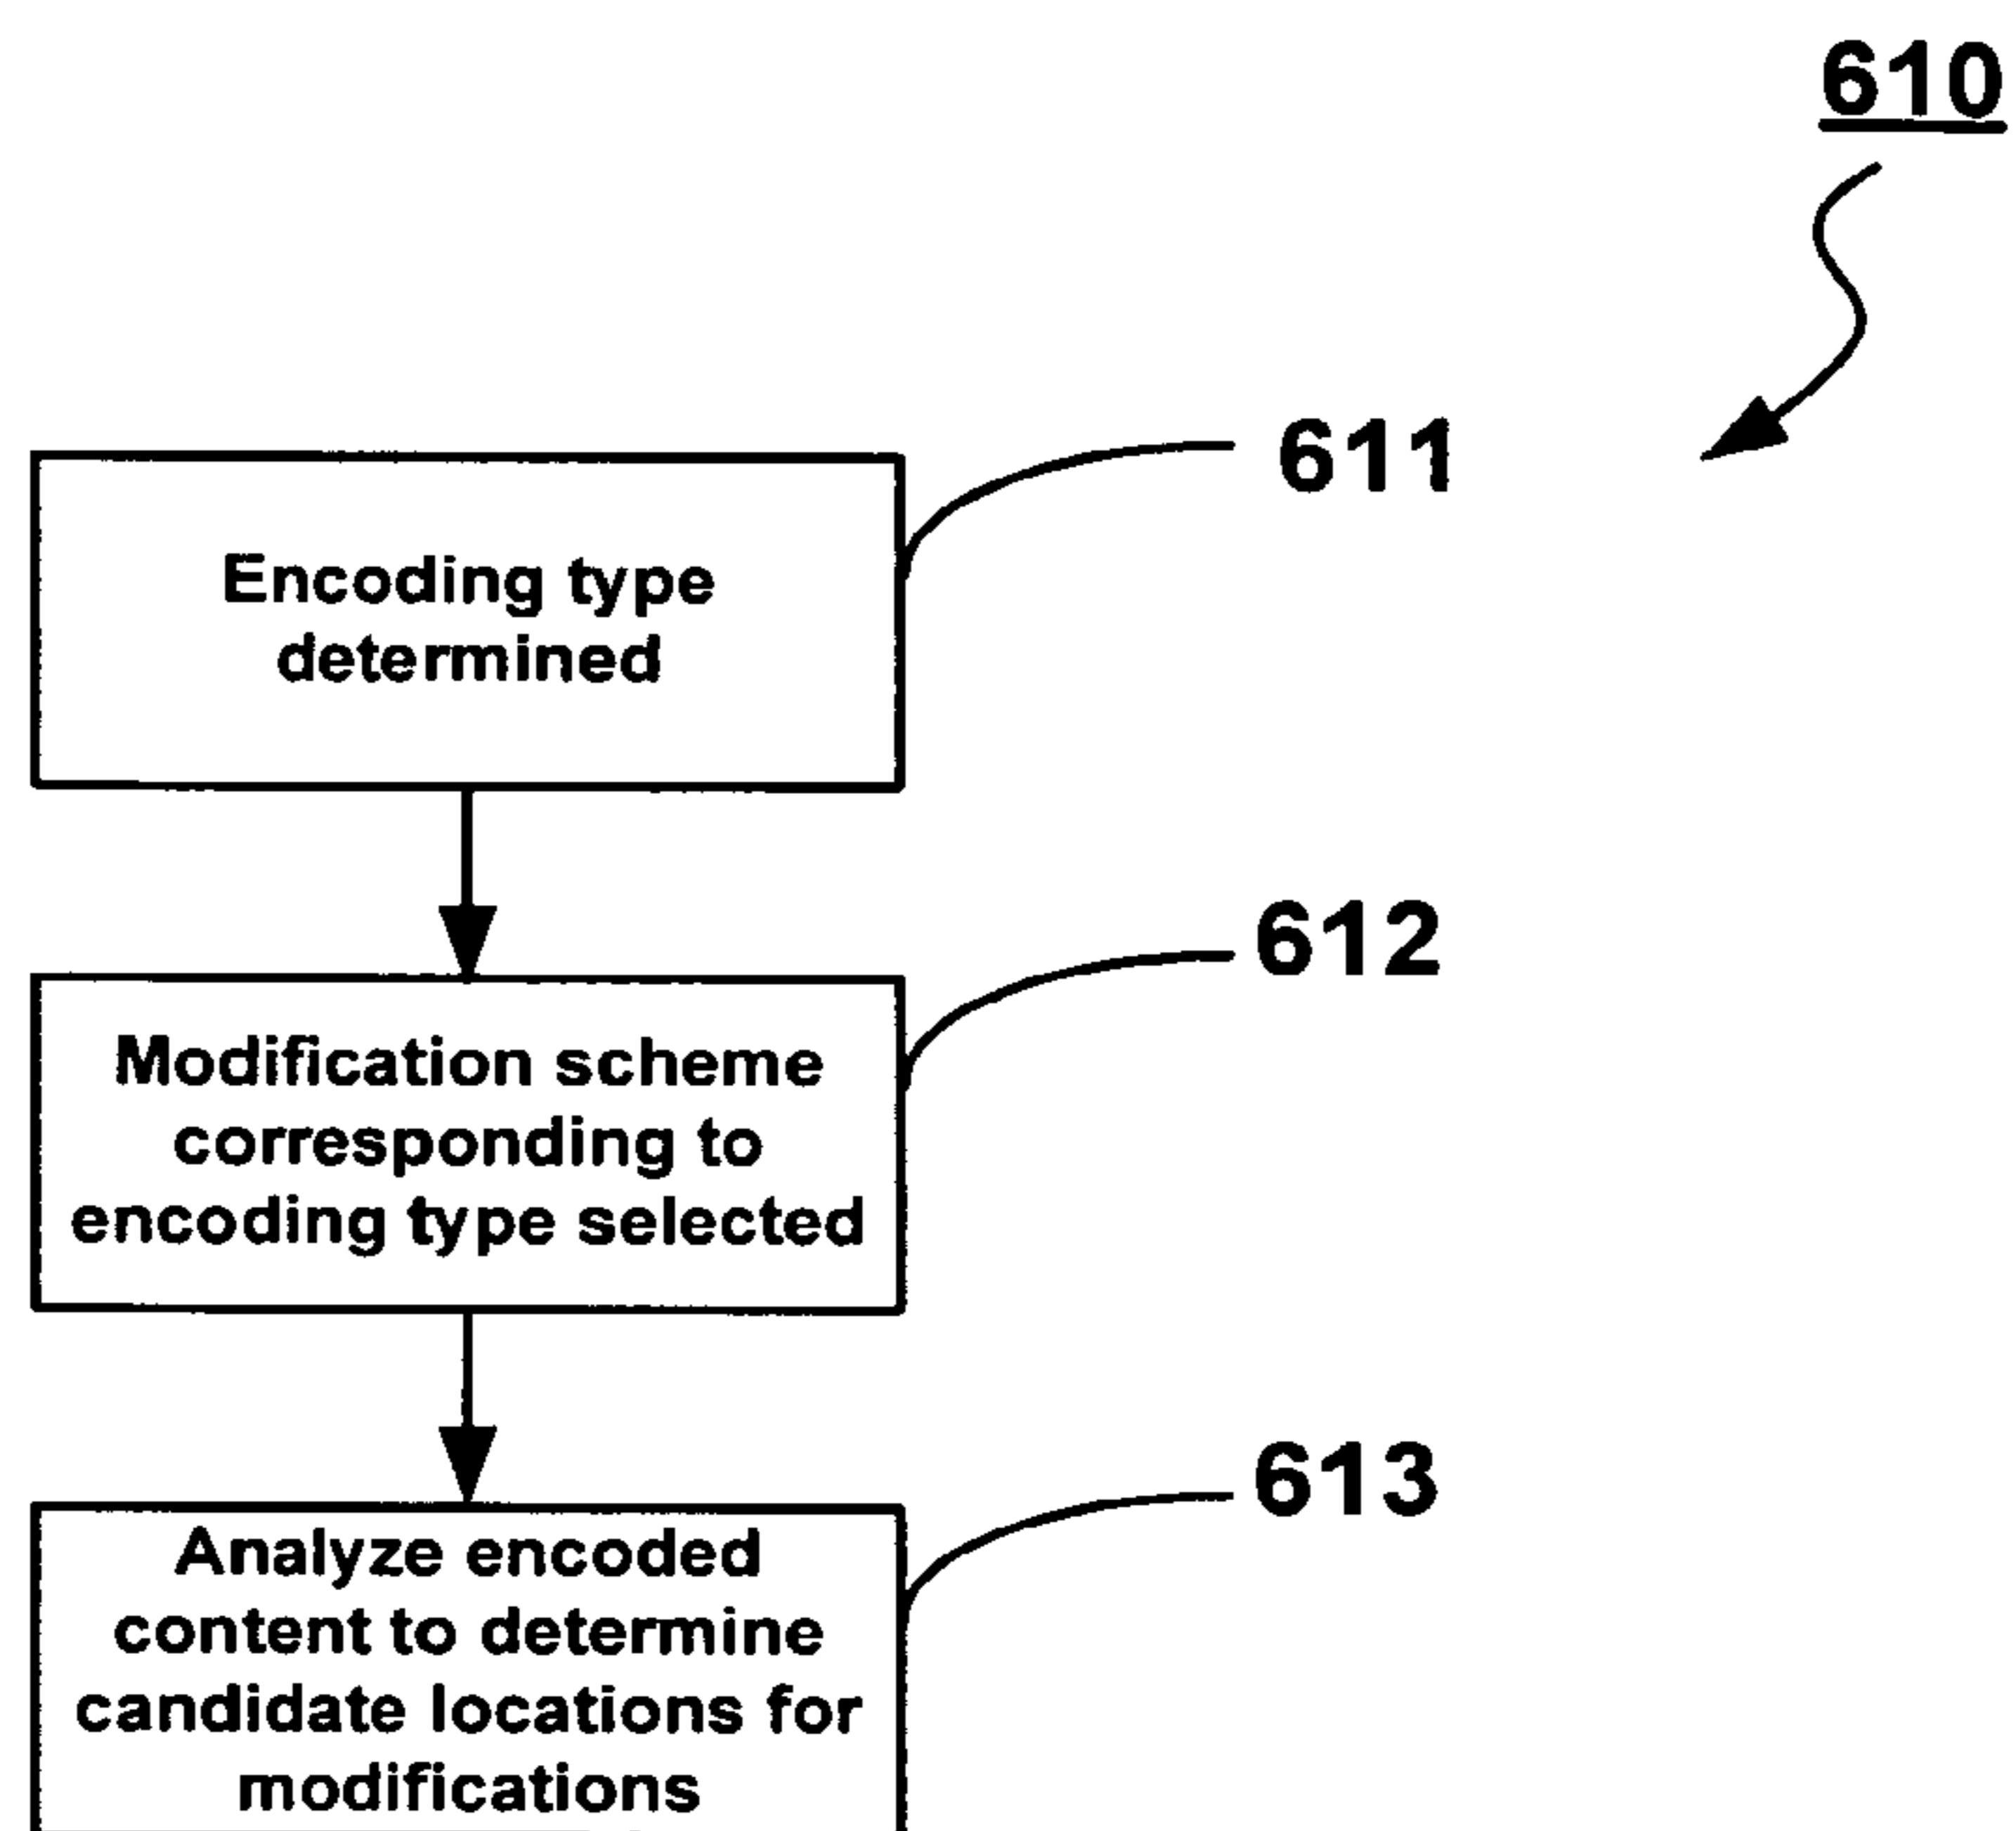 610
611
Encoding type
determined
612
Modification scheme
corresponding to
encoding type selected
613
Analyze encoded
content to determine
candidate locations for
modifications